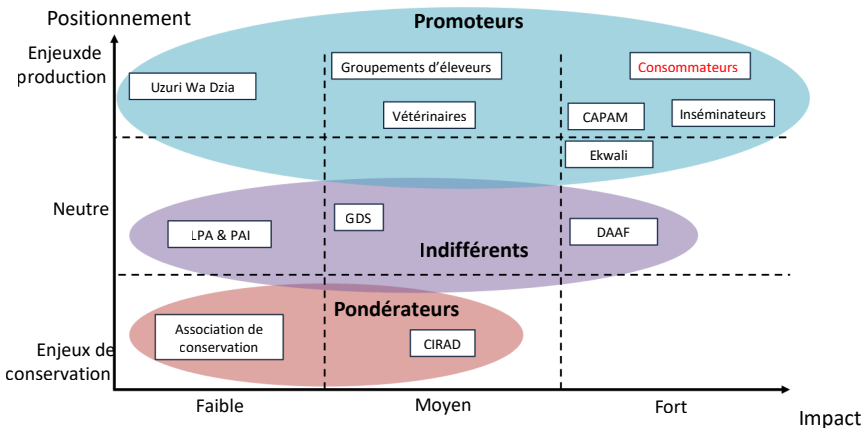 Positionnement
Promoteurs
Enjeuxde
production
Groupements d'éleveurs
Consommateurs
Uzuri Wa Dzia
Vétérinaires
CAPAM
Inséminateurs
Ekwali
Neutre
GDS
LPA & PAI
DAAF
Indifférents
Pondérateurs
Association de
conservation
CIRAD
Enjeux de
conservation
Faible
Moyen
Fort
Impact